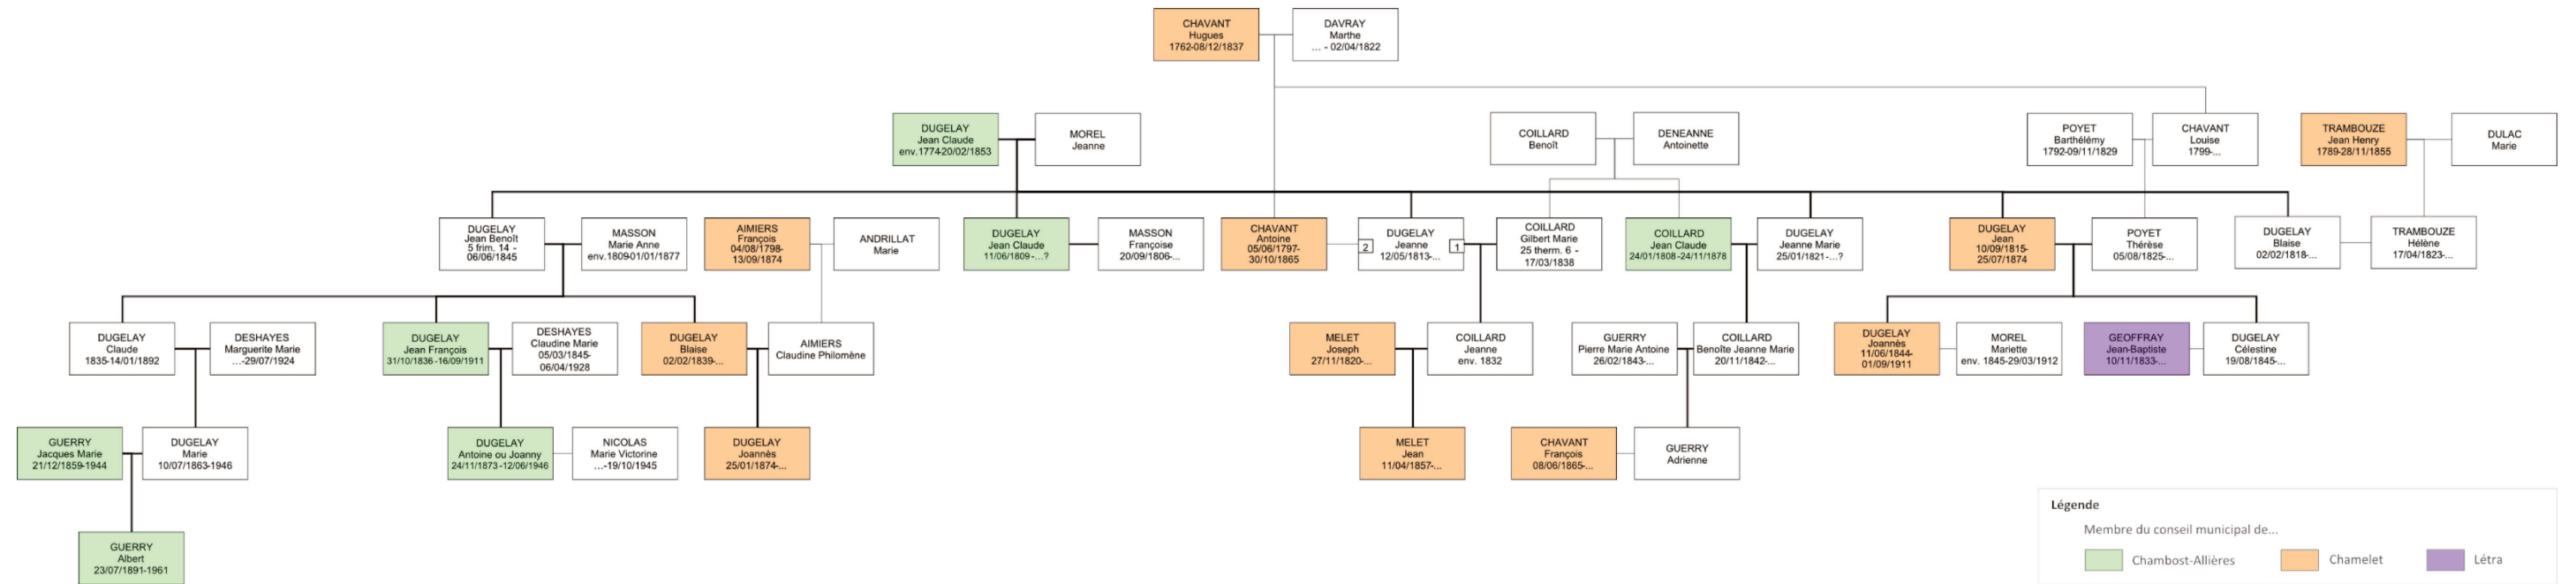 CHAVANT
Hugues
1762-08/12/1837
DAVRAY
Marthe
... - 02/04/1822
DUGELAY
Jean Claude
env.1774-20/02/1853
MOREL
Jeanne
COILLARD
Benoît
DENEANNE
Antoinette
POYET
Barthélémy
1792-09/11/1829
CHAVANT
Louise
1799-...
TRAMBOUZE
Jean Henry
1789-28/11/1855
DULAC
Marie
DUGELAY
Jean Benoît
5 frim. 14 -
06/06/1845
MASSON
Marie Anne
env.1809-01/01/1877
AIMIERS
François
04/08/1798-
13/09/1874
ANDRILLAT
Marie
DUGELAY
Jean Claude
11/06/1809 -...?
MASSON
Françoise
20/09/1806-...
CHAVANT
Antoine
05/06/1797-
30/10/1865
2
DUGELAY
Jeanne
12/05/1813-...
1
COILLARD
Gilbert Marie
25 therm. 6 -
17/03/1838
COILLARD
Jean Claude
24/01/1808 -24/11/1878
DUGELAY
Jeanne Marie
25/01/1821-...?
DUGELAY
Jean
10/09/1815-
25/07/1874
POYET
Thérèse
05/08/1825-...
DUGELAY
Blaise
02/02/1818-...
TRAMBOUZE
Hélène
17/04/1823-...
DUGELAY
Claude
1835-14/01/1892
DESHAYES
Marguerite Marie
...-29/07/1924
DUGELAY
Jean François
31/10/1836 -16/09/1911
DESHAYES
Claudine Marie
05/03/1845-
06/04/1928
DUGELAY
Blaise
02/02/1839-...
AIMIERS
Claudine Philomène
MELET
Joseph
27/11/1820-...
COILLARD
Jeanne
env. 1832
GUERRY
Pierre Marie Antoine
26/02/1843-...
COILLARD
Benoîte Jeanne Marie
20/11/1842-...
DUGELAY
Joannès
11/06/1844-
01/09/1911
MOREL
Mariette
env. 1845-29/03/1912
GEOFFRAY
Jean-Baptiste
10/11/1833-...
DUGELAY
Célestine
19/08/1845-...
GUERRY
Jacques Marie
21/12/1859-1944
DUGELAY
Marie
10/07/1863-1946
DUGELAY
Antoine ou Joanny
24/11/1873 -12/06/1946
NICOLAS
Marie Victorine
...-19/10/1945
DUGELAY
Joannès
25/01/1874-...
MELET
Jean
11/04/1857-...
CHAVANT
François
08/06/1865-...
GUERRY
Adrienne
GUERRY
Albert
23/07/1891-1961
Légende
Membre du conseil municipal de...
Chambost-Allières
Chamelet
Létra